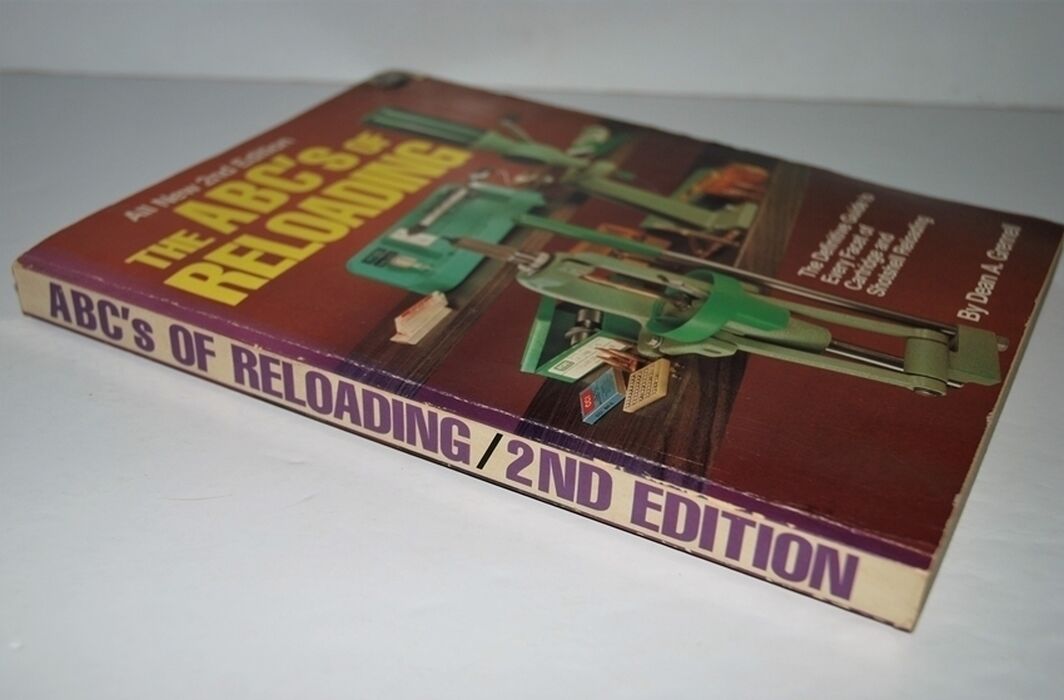 All New 2nd Edition
THE ABC'S OF
RELOADING
The Definitive Guide to
Every Facet of
Cartridge and
Shotshell Reloading
By Dean A. Grennell
CCI
ABC's OF RELOADING/2ND EDITION